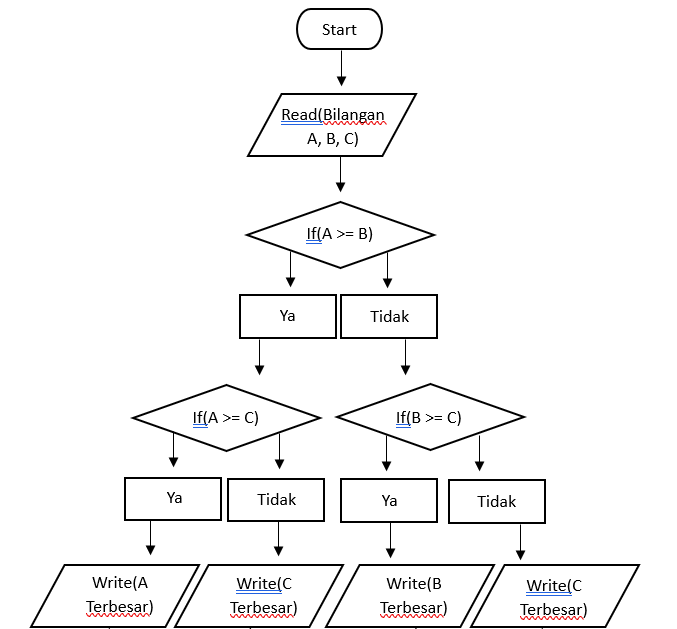 Start
Read(Bilangan
A, B, C)
If(A >= B)
Ya
Tidak
If(A >= C)
If(B >= C)
Ya
Tidak
Ya
Tidak
Write(A
Terbesar)
Write(C
Terbesar)
Write(B
Terbesar)
Write(C
Terbesar)